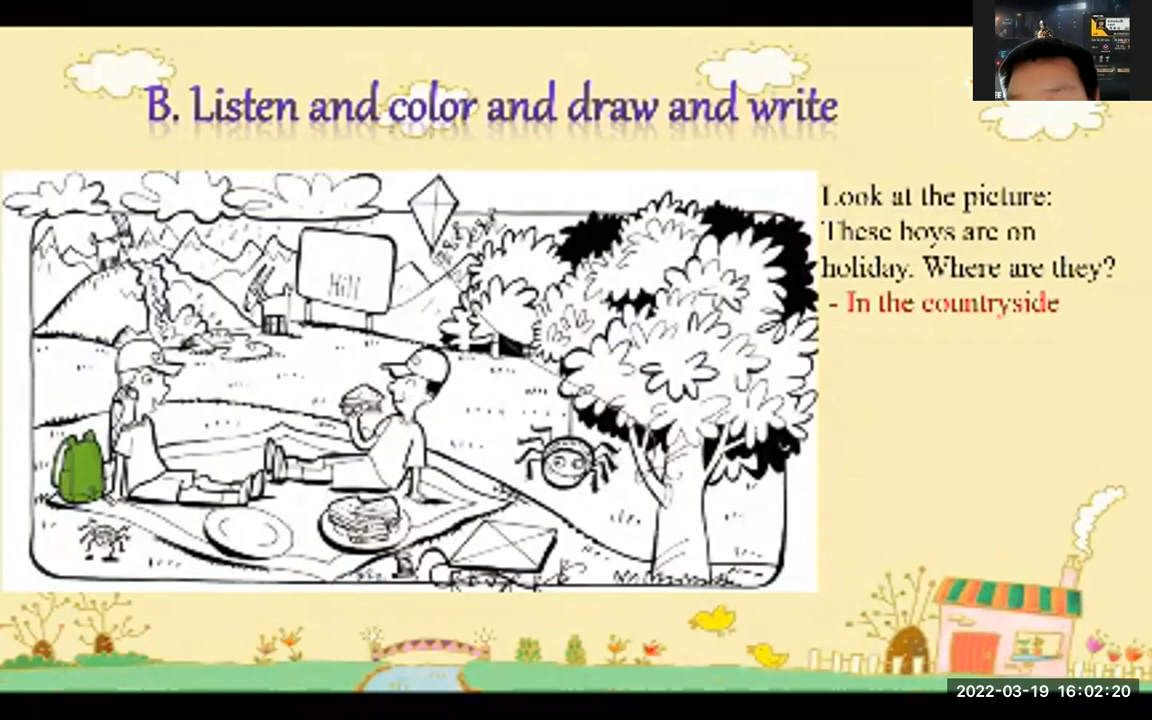 B. Listen and color and draw and write
Hill
Look at the picture:
These boys are on
holiday. Where are they?
- In the countryside
2022-03-19 16:02:20